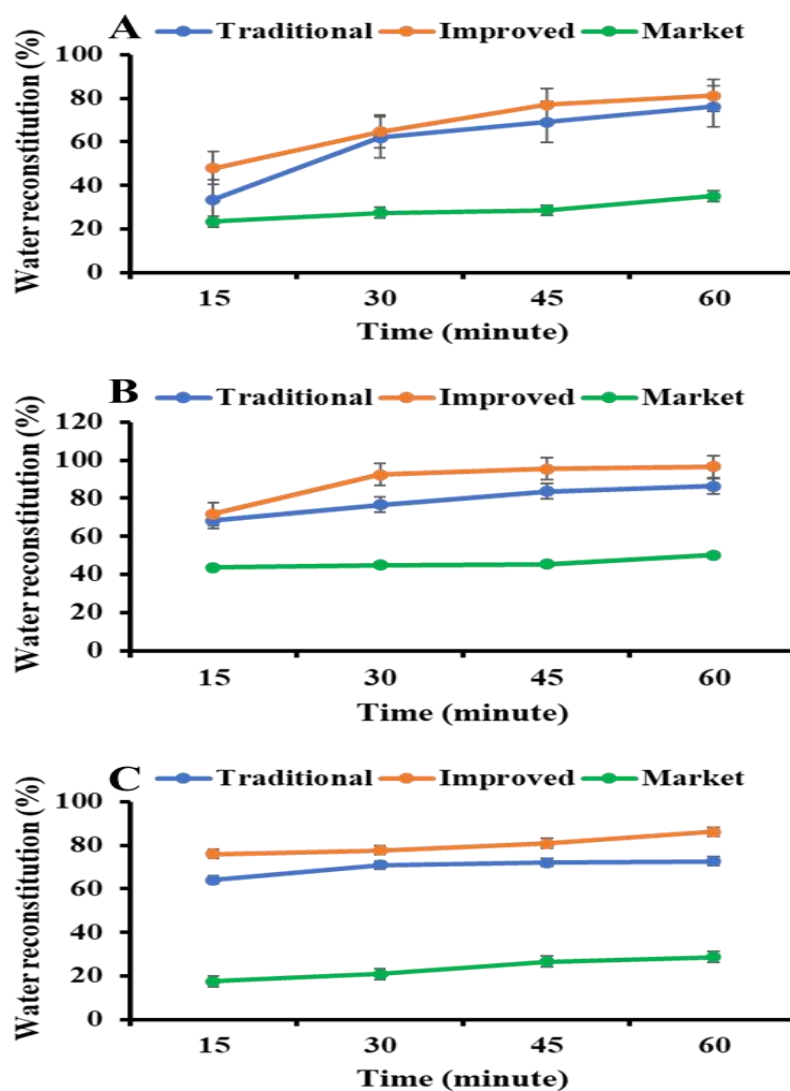 A Traditional Improved Market
Water reconstitution (%)
100
80
60
40
20
0
15 30 45 60
Time (minute)
B Traditional Improved Market
Water reconstitution (%)
120
100
80
60
40
20
0
15 30 45 60
Time (minute)
C Traditional Improved Market
Water reconstitution (%)
100
80
60
40
20
0
15 30 45 60
Time (minute)